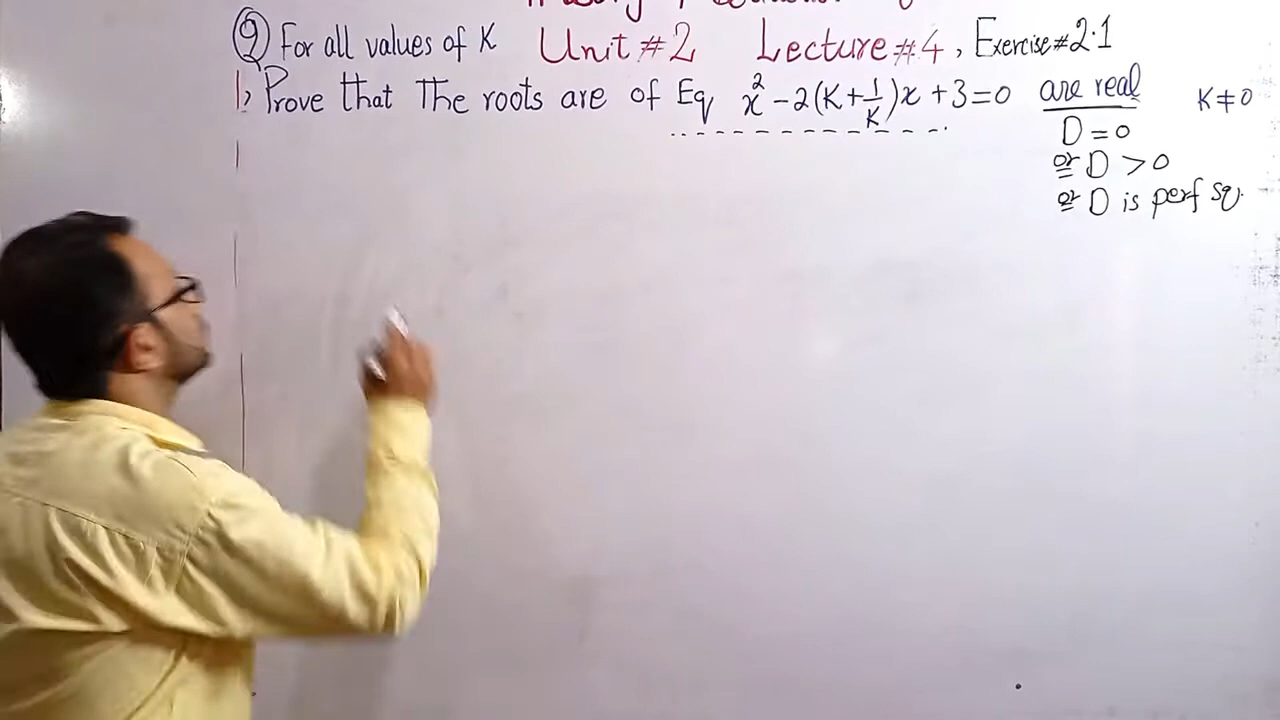 Q For all values of K Unit #2 Lecture #4, Exercise #2.1
1, Prove that The roots are of Eq x² - 2(K + 1/K)x + 3 = 0 are real K ≠ 0
D = 0
or D > 0
or D is perf sq.